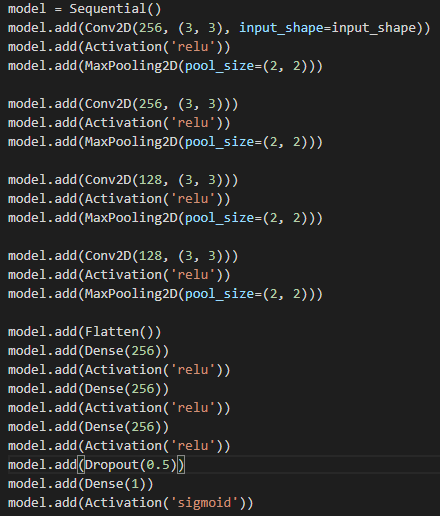 model = Sequential()
model.add(Conv2D(256, (3, 3), input_shape=input_shape))
model.add(Activation('relu'))
model.add(MaxPooling2D(pool_size=(2, 2)))

model.add(Conv2D(256, (3, 3)))
model.add(Activation('relu'))
model.add(MaxPooling2D(pool_size=(2, 2)))

model.add(Conv2D(128, (3, 3)))
model.add(Activation('relu'))
model.add(MaxPooling2D(pool_size=(2, 2)))

model.add(Conv2D(128, (3, 3)))
model.add(Activation('relu'))
model.add(MaxPooling2D(pool_size=(2, 2)))

model.add(Flatten())
model.add(Dense(256))
model.add(Activation('relu'))
model.add(Dense(256))
model.add(Activation('relu'))
model.add(Dense(256))
model.add(Activation('relu'))
model.add(Dropout(0.5))
model.add(Dense(1))
model.add(Activation('sigmoid'))